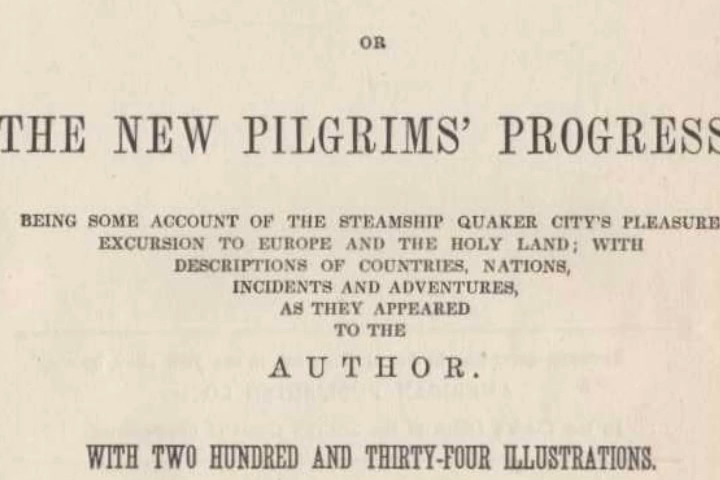 OR
THE NEW PILGRIMS' PROGRESS
BEING SOME ACCOUNT OF THE STEAMSHIP QUAKER CITY'S PLEASURE
EXCURSION TO EUROPE AND THE HOLY LAND; WITH
DESCRIPTIONS OF COUNTRIES, NATIONS,
INCIDENTS AND ADVENTURES,
AS THEY APPEARED
TO THE
AUTHOR.
WITH TWO HUNDRED AND THIRTY-FOUR ILLUSTRATIONS.